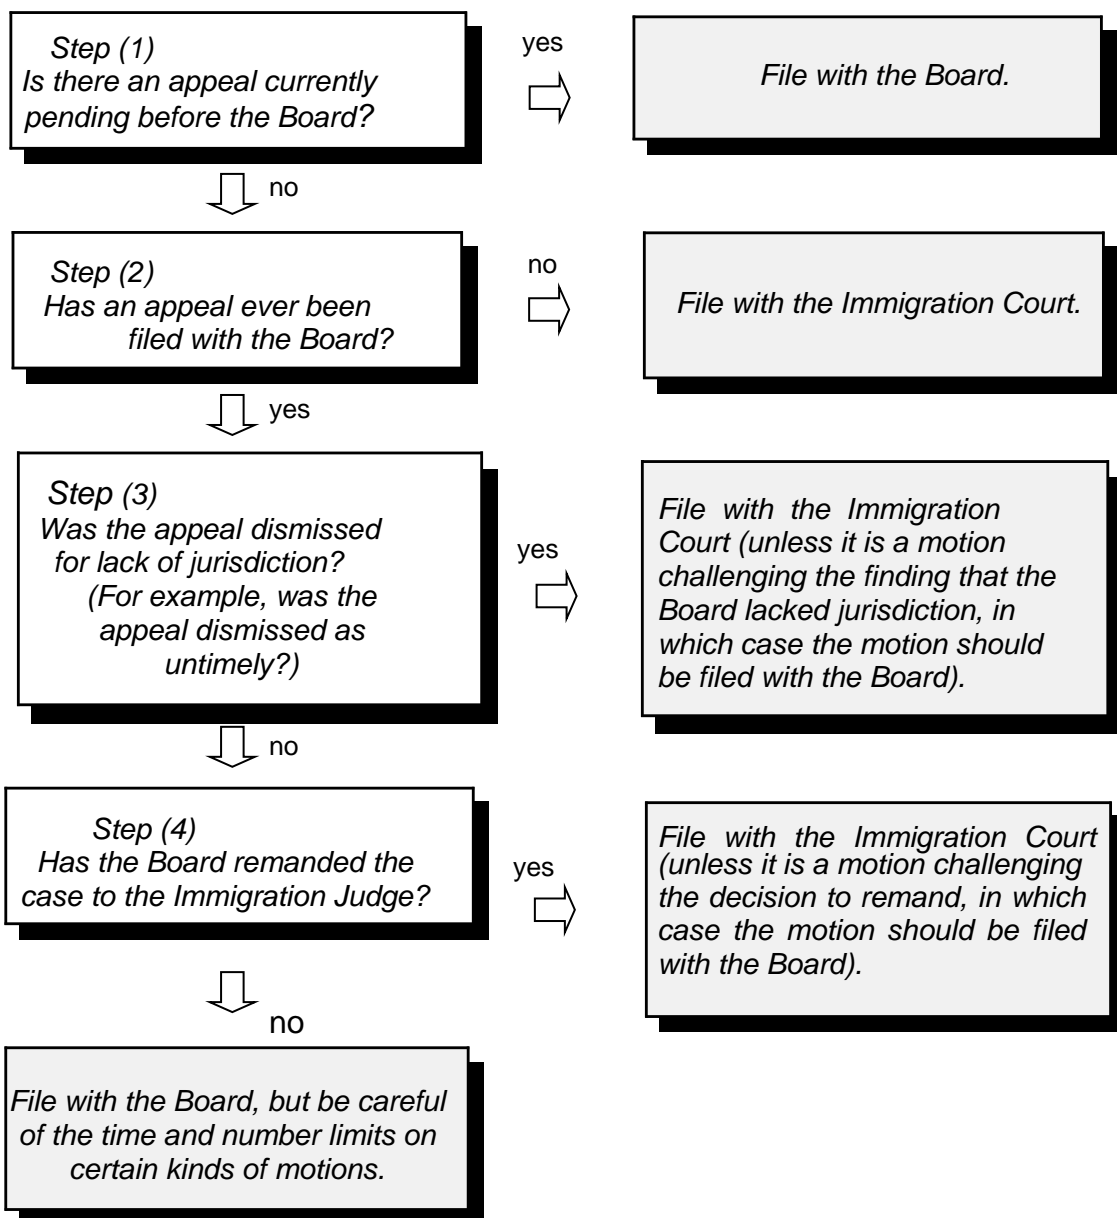 Step (1)
Is there an appeal currently
pending before the Board?
yes
File with the Board.
no
Step (2)
Has an appeal ever been
filed with the Board?
no
File with the Immigration Court.
yes
Step (3)
Was the appeal dismissed
for lack of jurisdiction?
(For example, was the
appeal dismissed as
untimely?)
yes
File with the Immigration
Court (unless it is a motion
challenging the finding that the
Board lacked jurisdiction, in
which case the motion should
be filed with the Board).
no
Step (4)
Has the Board remanded the
case to the Immigration Judge?
yes
File with the Immigration Court
(unless it is a motion challenging
the decision to remand, in which
case the motion should be filed
with the Board).
no
File with the Board, but be careful
of the time and number limits on
certain kinds of motions.